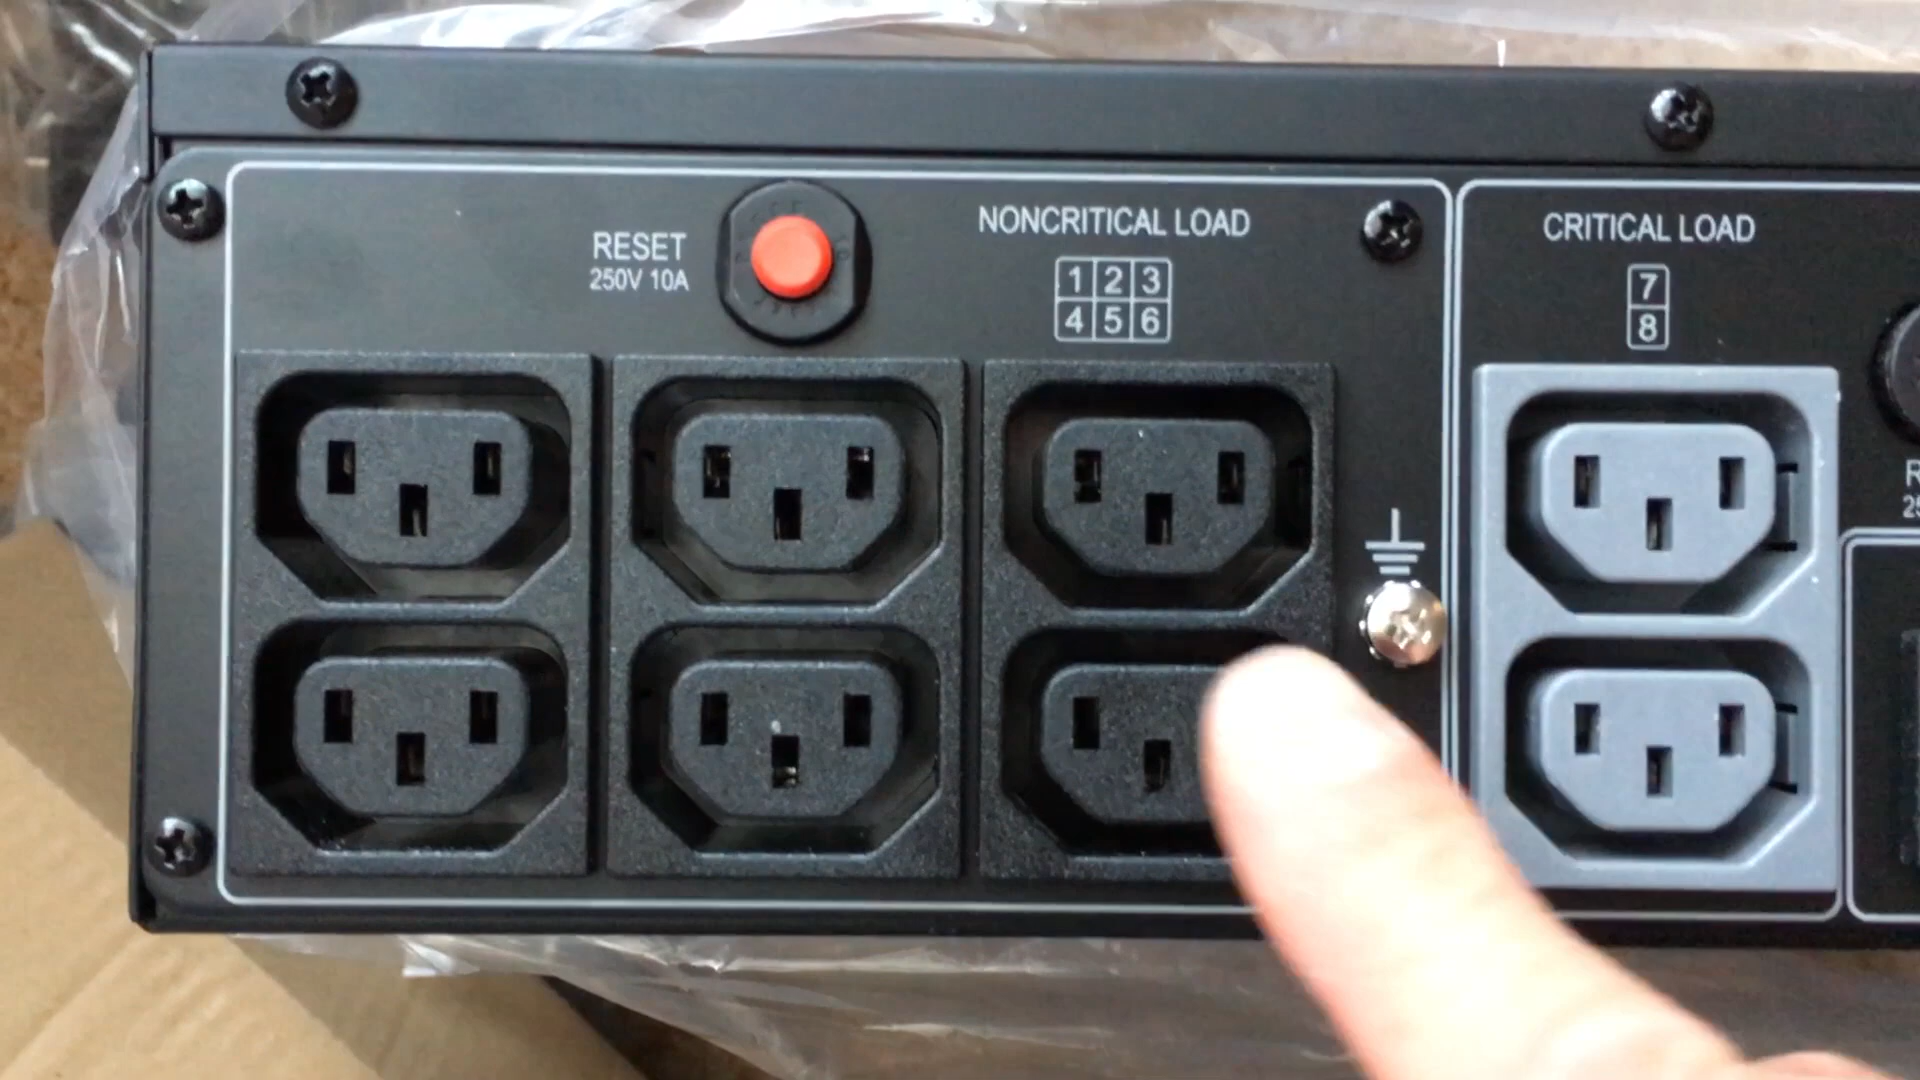 RESET
250V 10A
NONCRITICAL LOAD
1 2 3
4 5 6
CRITICAL LOAD
7
8